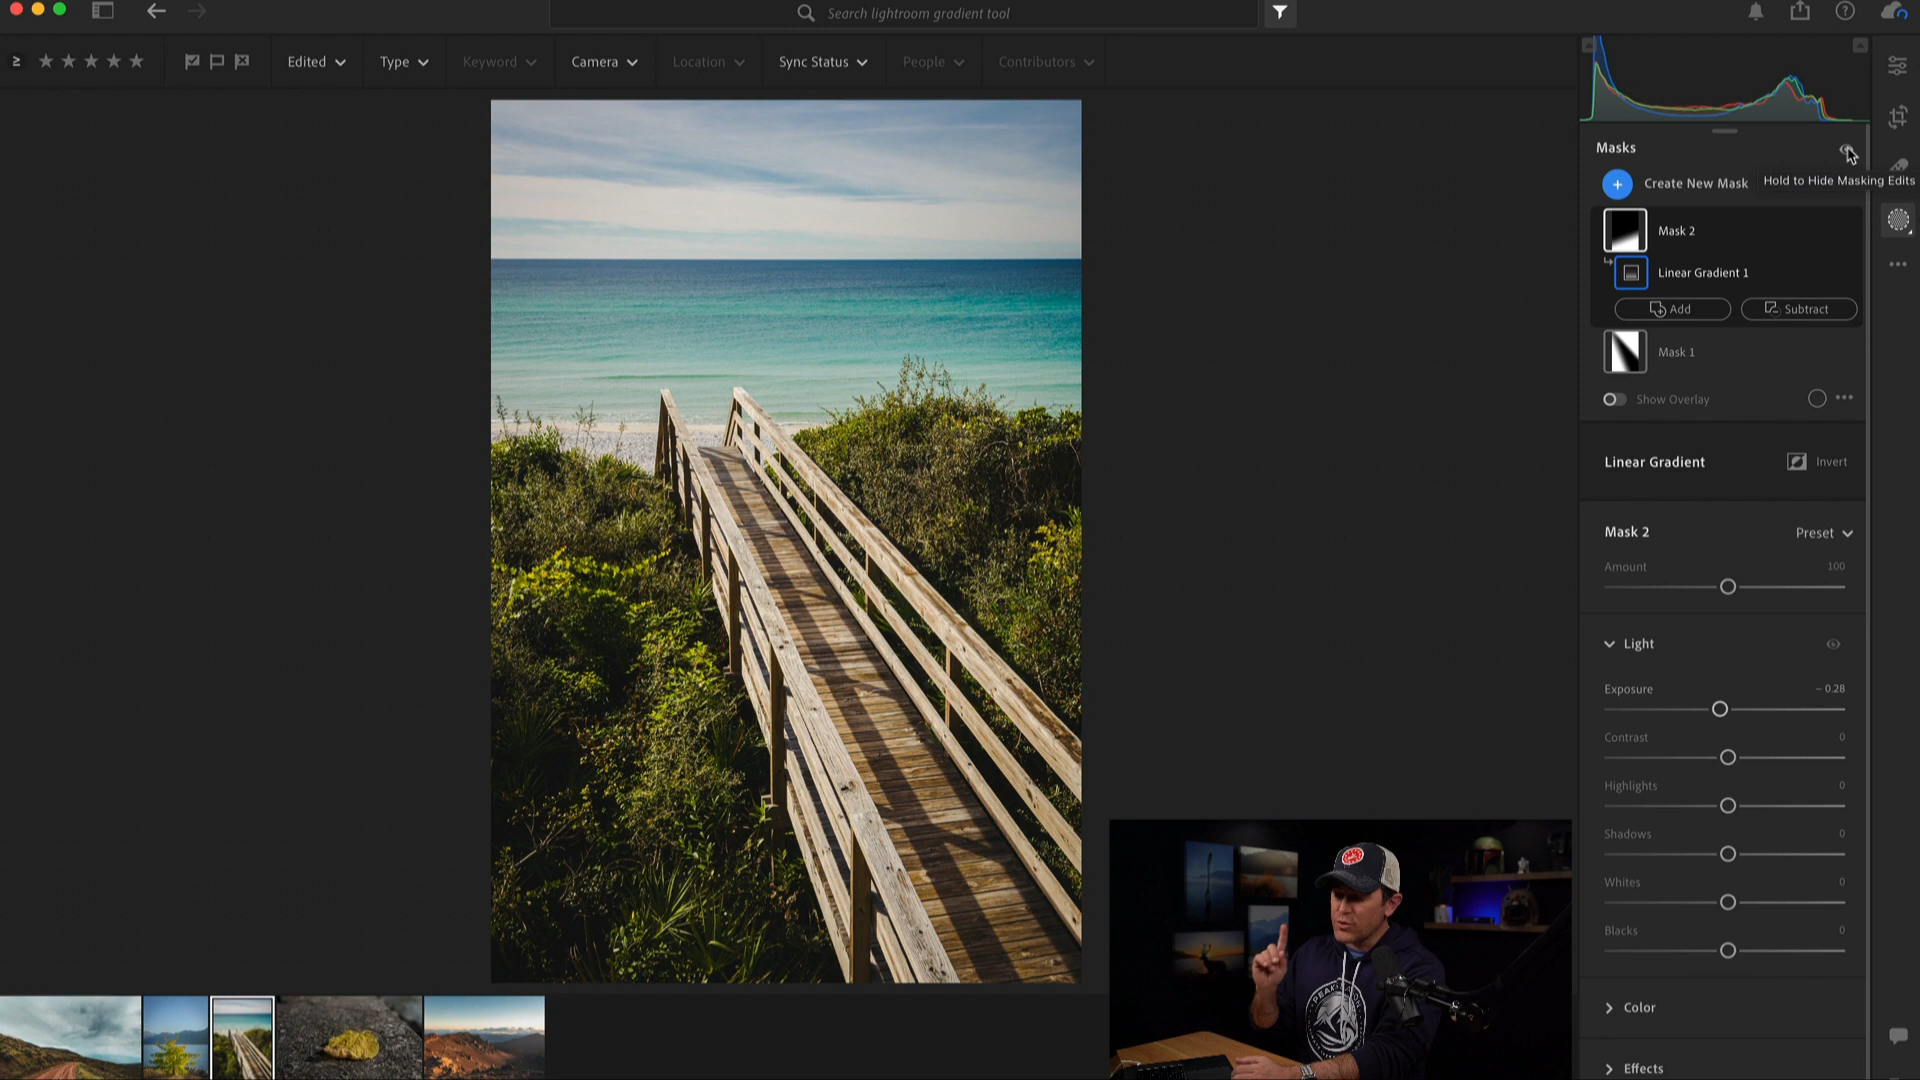 Search lightroom gradient tool
≥
Edited
Type
Keyword
Camera
Location
Sync Status
People
Contributors
Masks
Create New Mask
Hold to Hide Masking Edits
Mask 2
Linear Gradient 1
Add
Subtract
Mask 1
Show Overlay
Linear Gradient
Invert
Mask 2
Preset
Amount
100
Light
Exposure
– 0.28
Contrast
0
Highlights
0
Shadows
0
Whites
0
Blacks
0
Color
Effects